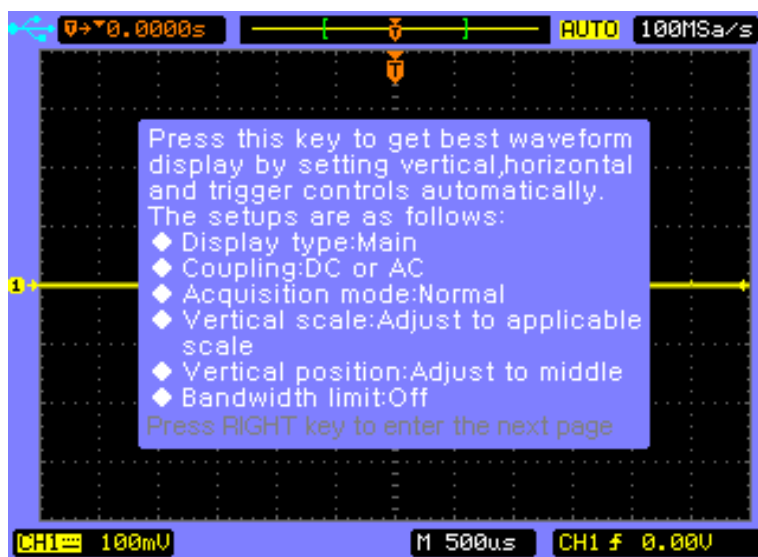 T→▼0.0000s T AUTO 100MSa/s
T
Press this key to get best waveform
display by setting vertical,horizontal
and trigger controls automatically.
The setups are as follows:
◆ Display type:Main
◆ Coupling:DC or AC
◆ Acquisition mode:Normal
◆ Vertical scale:Adjust to applicable
scale
◆ Vertical position:Adjust to middle
◆ Bandwidth limit:Off
Press RIGHT key to enter the next page
1
CH1 100mV M 500us CH1 0.00V